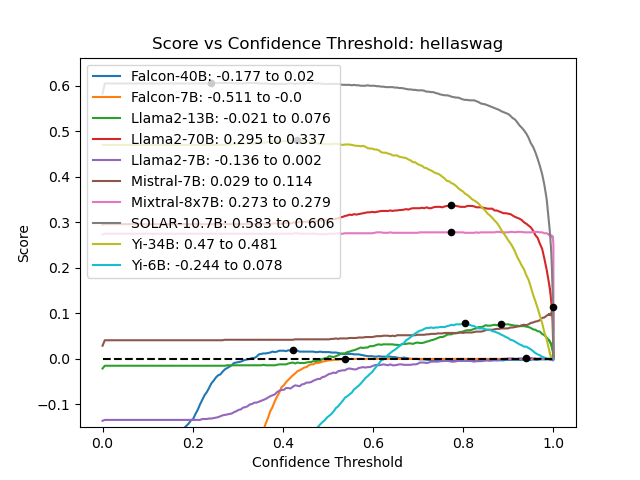 Score vs Confidence Threshold: hellaswag
Falcon-40B: -0.177 to 0.02
Falcon-7B: -0.511 to -0.0
Llama2-13B: -0.021 to 0.076
Llama2-70B: 0.295 to 0.337
Llama2-7B: -0.136 to 0.002
Mistral-7B: 0.029 to 0.114
Mixtral-8x7B: 0.273 to 0.279
SOLAR-10.7B: 0.583 to 0.606
Yi-34B: 0.47 to 0.481
Yi-6B: -0.244 to 0.078
Score
0.6
0.5
0.4
0.3
0.2
0.1
0.0
−0.1
0.0 0.2 0.4 0.6 0.8 1.0
Confidence Threshold